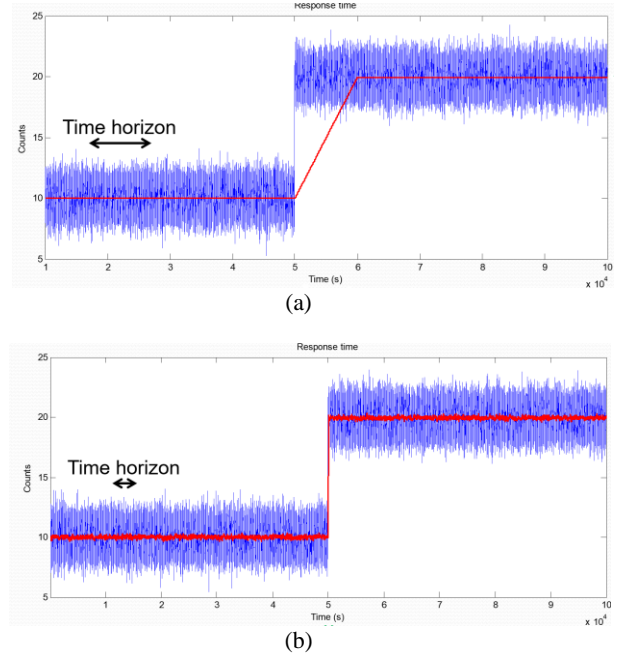 Response time
25
20
15
10
5
Counts
Time horizon
1 2 3 4 5 6 7 8 9 10
Time (s)
x 10⁴
(a)
Response time
25
20
15
10
5
Counts
Time horizon
1 2 3 4 5 6 7 8 9 10
Time (s)
x 10⁴
(b)